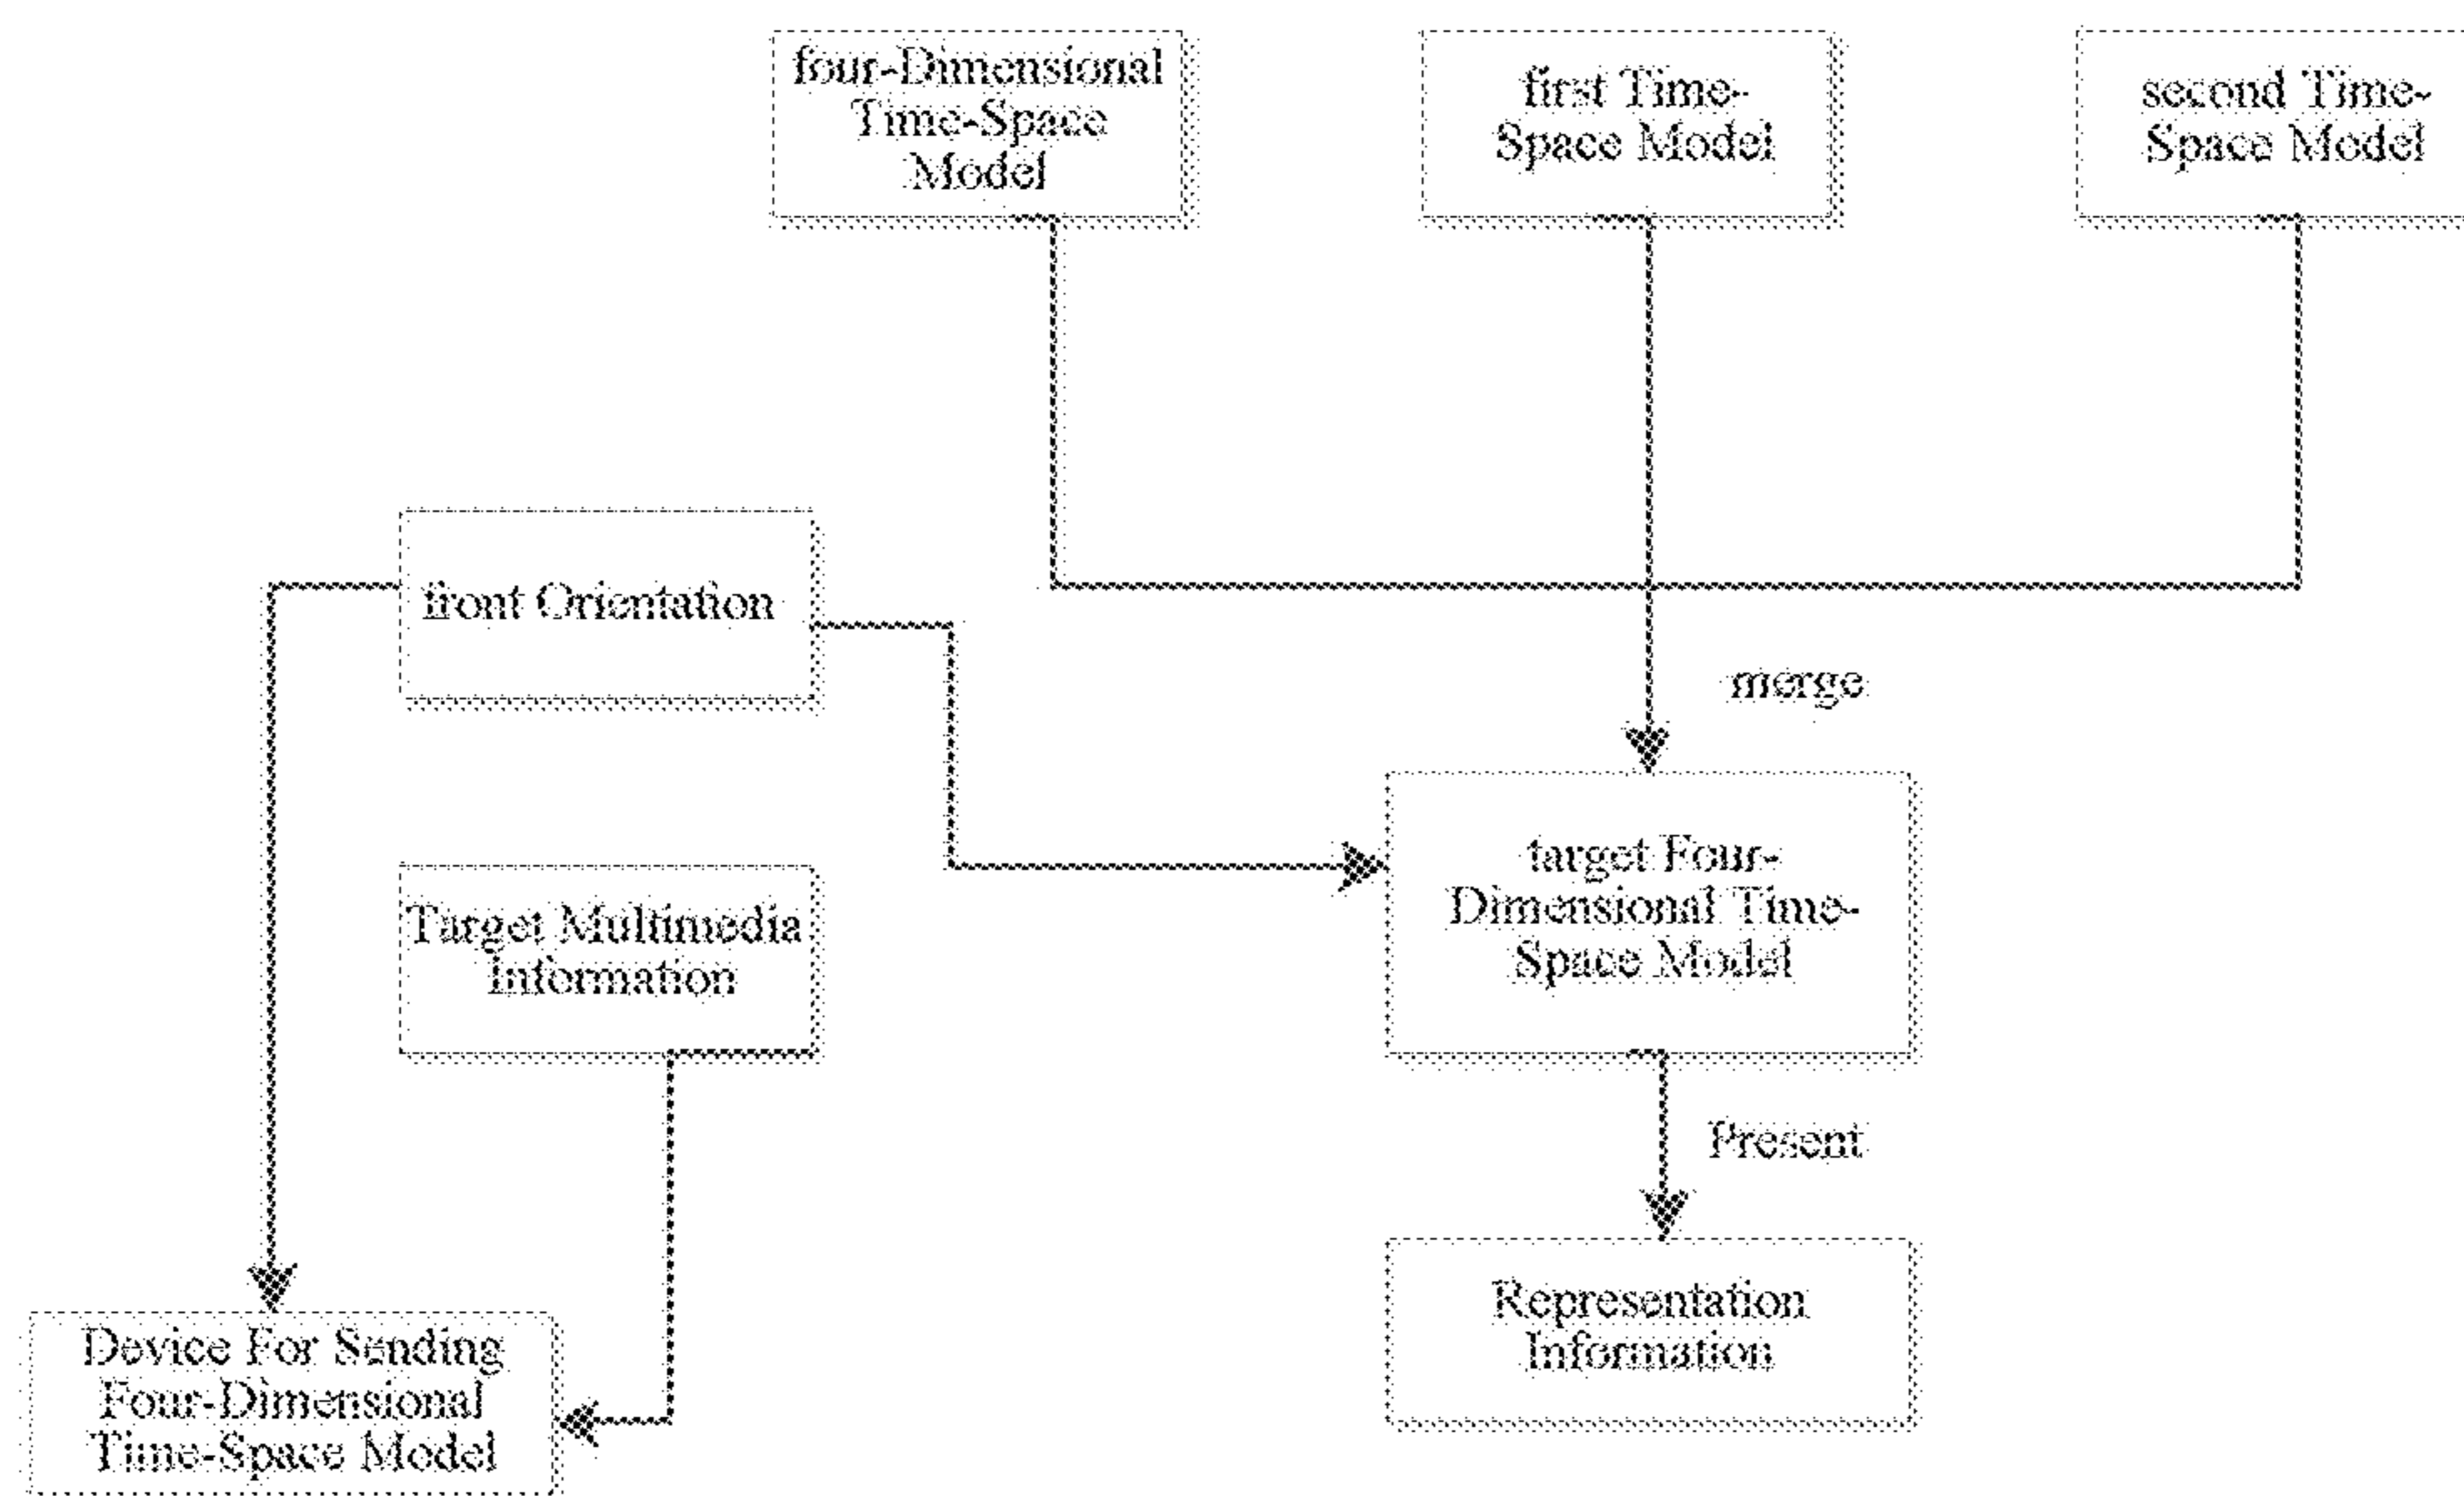 four-Dimensional
Time-Space
Model
first Time-
Space Model
second Time-
Space Model
front Orientation
merge
Target Multimedia
Information
target Four-
Dimensional Time-
Space Model
Present
Representation
Information
Device For Sending
Four-Dimensional
Time-Space Model